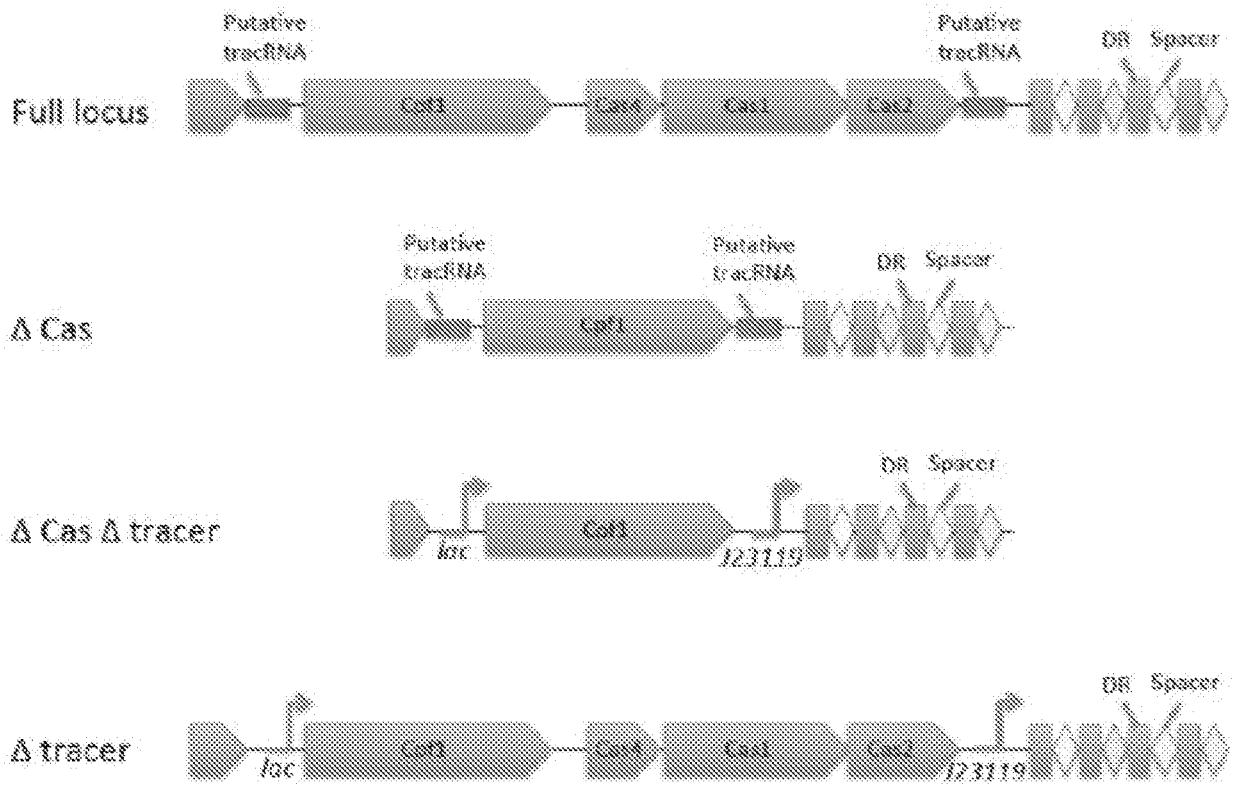 Putative
tracRNA
Putative
tracRNA
DR Spacer
Full locus
Cpf1 Cas4 Cas1 Cas2
Putative
tracRNA
Putative
tracRNA
DR Spacer
Δ Cas
Cpf1
DR Spacer
Δ Cas Δ tracer
Cpf1
lac
J23119
DR Spacer
Δ tracer
Cpf1 Cas4 Cas1 Cas2
lac
J23119